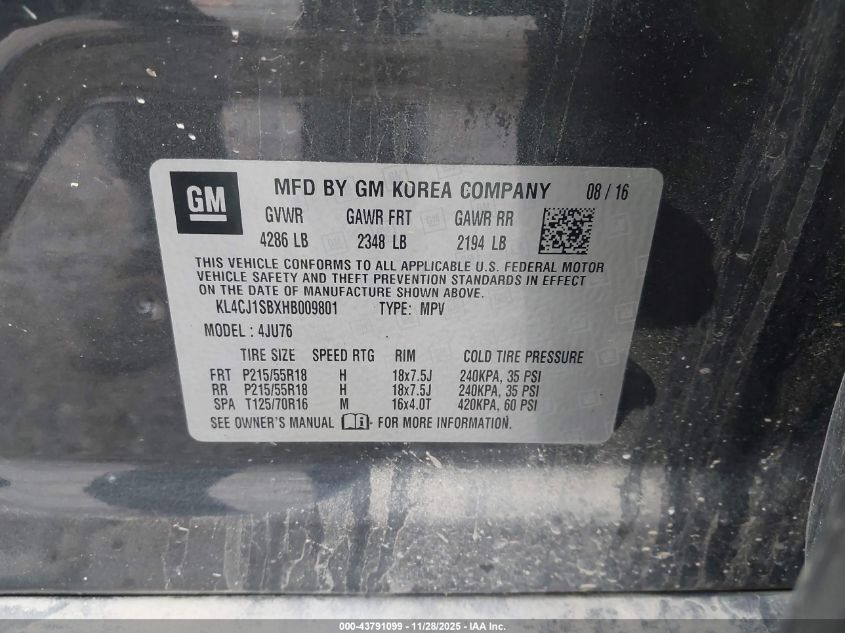 GM MFD BY GM KOREA COMPANY 08 / 16
GVWR GAWR FRT GAWR RR
4286 LB 2348 LB 2194 LB
THIS VEHICLE CONFORMS TO ALL APPLICABLE U.S. FEDERAL MOTOR
VEHICLE SAFETY AND THEFT PREVENTION STANDARDS IN EFFECT
ON THE DATE OF MANUFACTURE SHOWN ABOVE.
KL4CJ1SBXHB009801 TYPE: MPV
MODEL : 4JU76
TIRE SIZE SPEED RTG RIM COLD TIRE PRESSURE
FRT P215/55R18 H 18x7.5J 240KPA, 35 PSI
RR P215/55R18 H 18x7.5J 240KPA, 35 PSI
SPA T125/70R16 M 16x4.0T 420KPA, 60 PSI
SEE OWNER'S MANUAL i - FOR MORE INFORMATION.
000-43791099 | 11/28/2025 - IAA Inc.